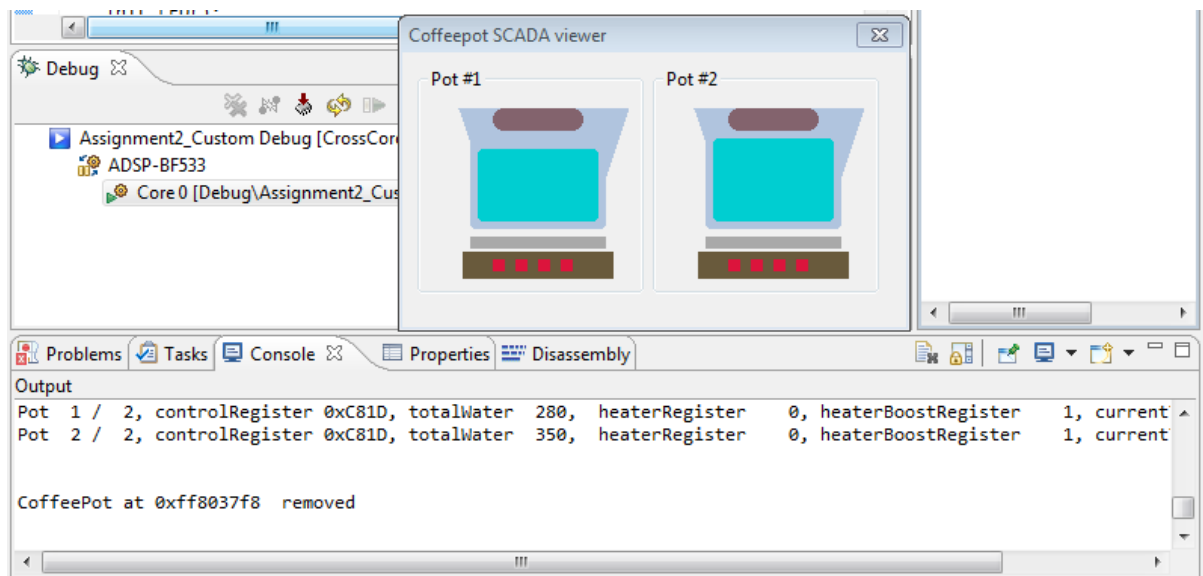 Coffeepot SCADA viewer
Debug
Pot #1
Pot #2
Assignment2_Custom Debug [CrossCor
ADSP-BF533
Core 0 [Debug\Assignment2_Cus
Problems Tasks Console Properties Disassembly
Output
Pot 1 / 2, controlRegister 0xC81D, totalWater 280, heaterRegister 0, heaterBoostRegister 1, current
Pot 2 / 2, controlRegister 0xC81D, totalWater 350, heaterRegister 0, heaterBoostRegister 1, current
CoffeePot at 0xff8037f8 removed